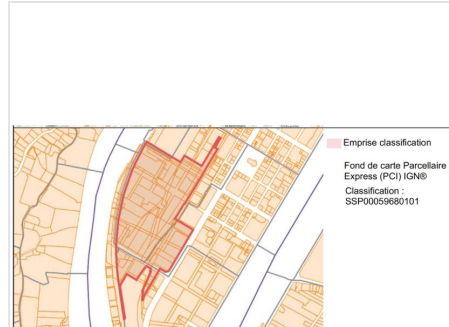 Emprise classification
Fond de carte Parcellaire
Express (PCI) IGN®
Classification :
SSP00059680101